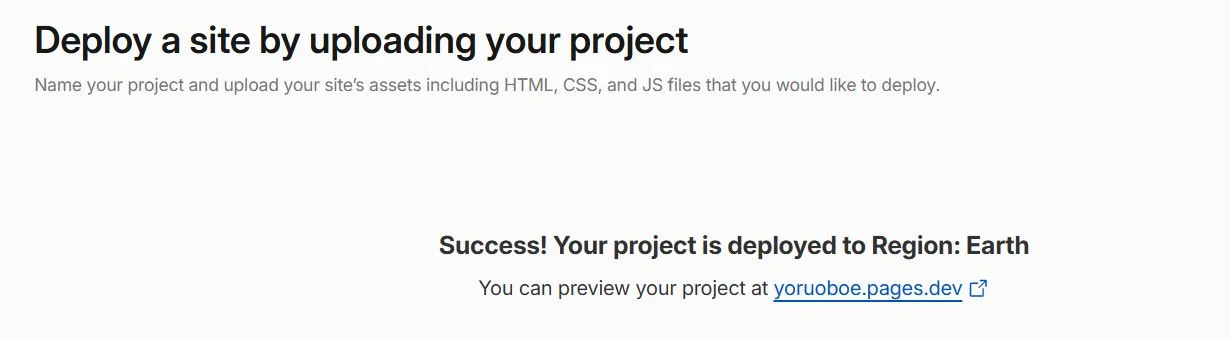 Deploy a site by uploading your project
Name your project and upload your site’s assets including HTML, CSS, and JS files that you would like to deploy.
Success! Your project is deployed to Region: Earth
You can preview your project at yoruoboe.pages.dev